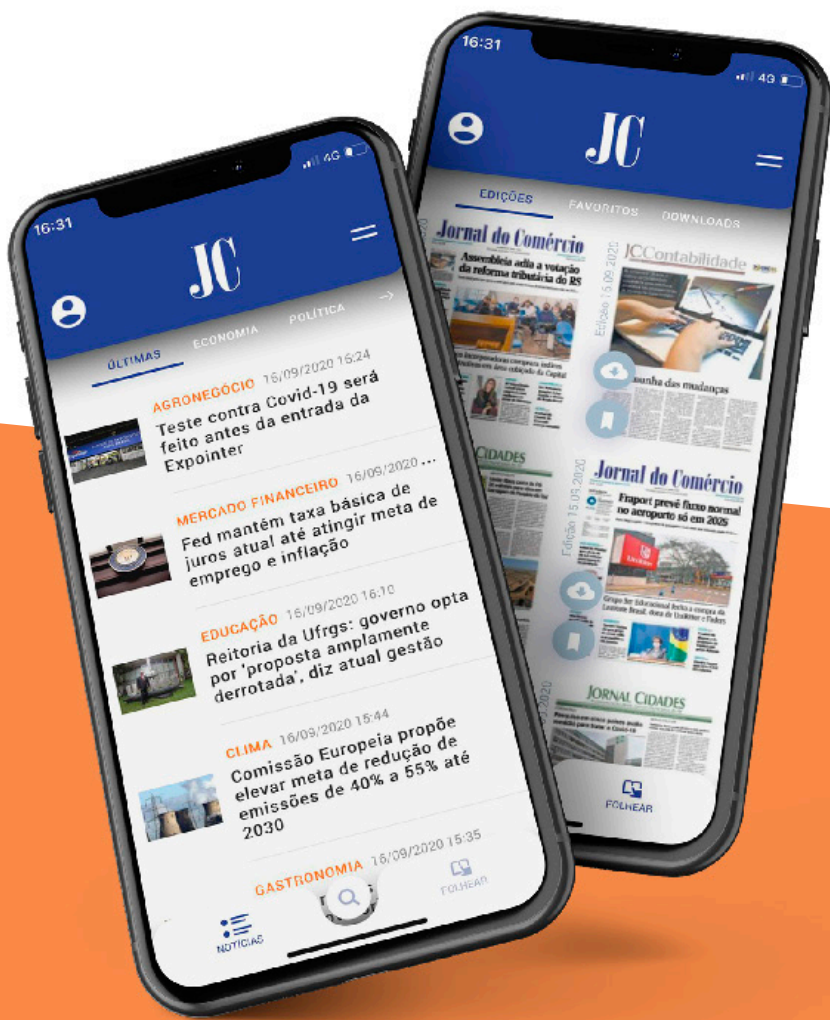 16:31
4G
JC
ÚLTIMAS
ECONOMIA
POLÍTICA
AGRONEGÓCIO 16/09/2020 16:24
Teste contra Covid-19 será
feito antes da entrada da
Expointer
MERCADO FINANCEIRO 16/09/2020 ...
Fed mantém taxa básica de
juros atual até atingir meta de
emprego e inflação
EDUCAÇÃO 16/09/2020 16:10
Reitoria da Ufrgs: governo opta
por 'proposta amplamente
derrotada', diz atual gestão
CLIMA 16/09/2020 15:44
Comissão Europeia propõe
elevar meta de redução de
emissões de 40% a 55% até
2030
GASTRONOMIA 16/09/2020 15:35
NOTÍCIAS
FOLHEAR
16:31
4G
JC
EDIÇÕES
FAVORITOS
DOWNLOADS
Jornal do Comércio
Assembleia adia a votação
da reforma tributária do RS
Edição 15.09.2020
JC Contabilidade
das mudanças
CIDADES
Edição 15.09.2020
Jornal do Comércio
Fraport prevê fluxo normal
no aeroporto só em 2025
JORNAL CIDADES
FOLHEAR